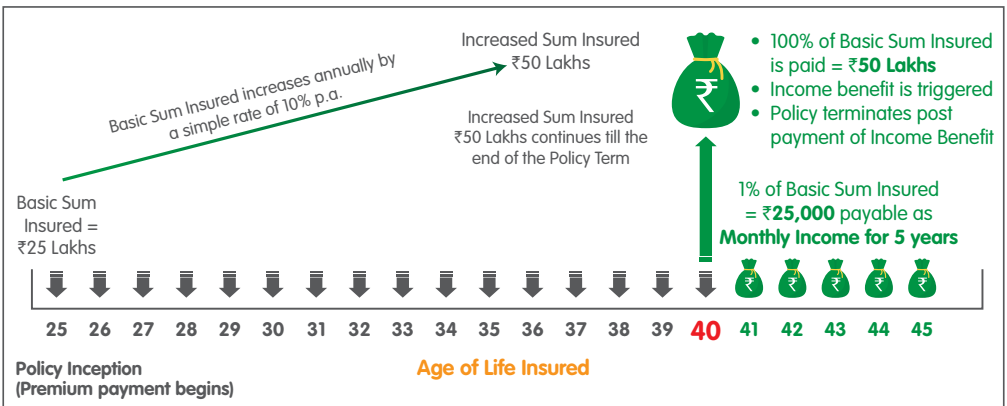 Basic Sum Insured increases annually by
a simple rate of 10% p.a.
Increased Sum Insured
₹50 Lakhs
Increased Sum Insured
₹50 Lakhs continues till the
end of the Policy Term
₹
• 100% of Basic Sum Insured
is paid = ₹50 Lakhs
• Income benefit is triggered
• Policy terminates post
payment of Income Benefit
Basic Sum
Insured =
₹25 Lakhs
1% of Basic Sum Insured
= ₹25,000 payable as
Monthly Income for 5 years
₹ ₹ ₹ ₹ ₹
25 26 27 28 29 30 31 32 33 34 35 36 37 38 39 40 41 42 43 44 45
Policy Inception
(Premium payment begins)
Age of Life Insured